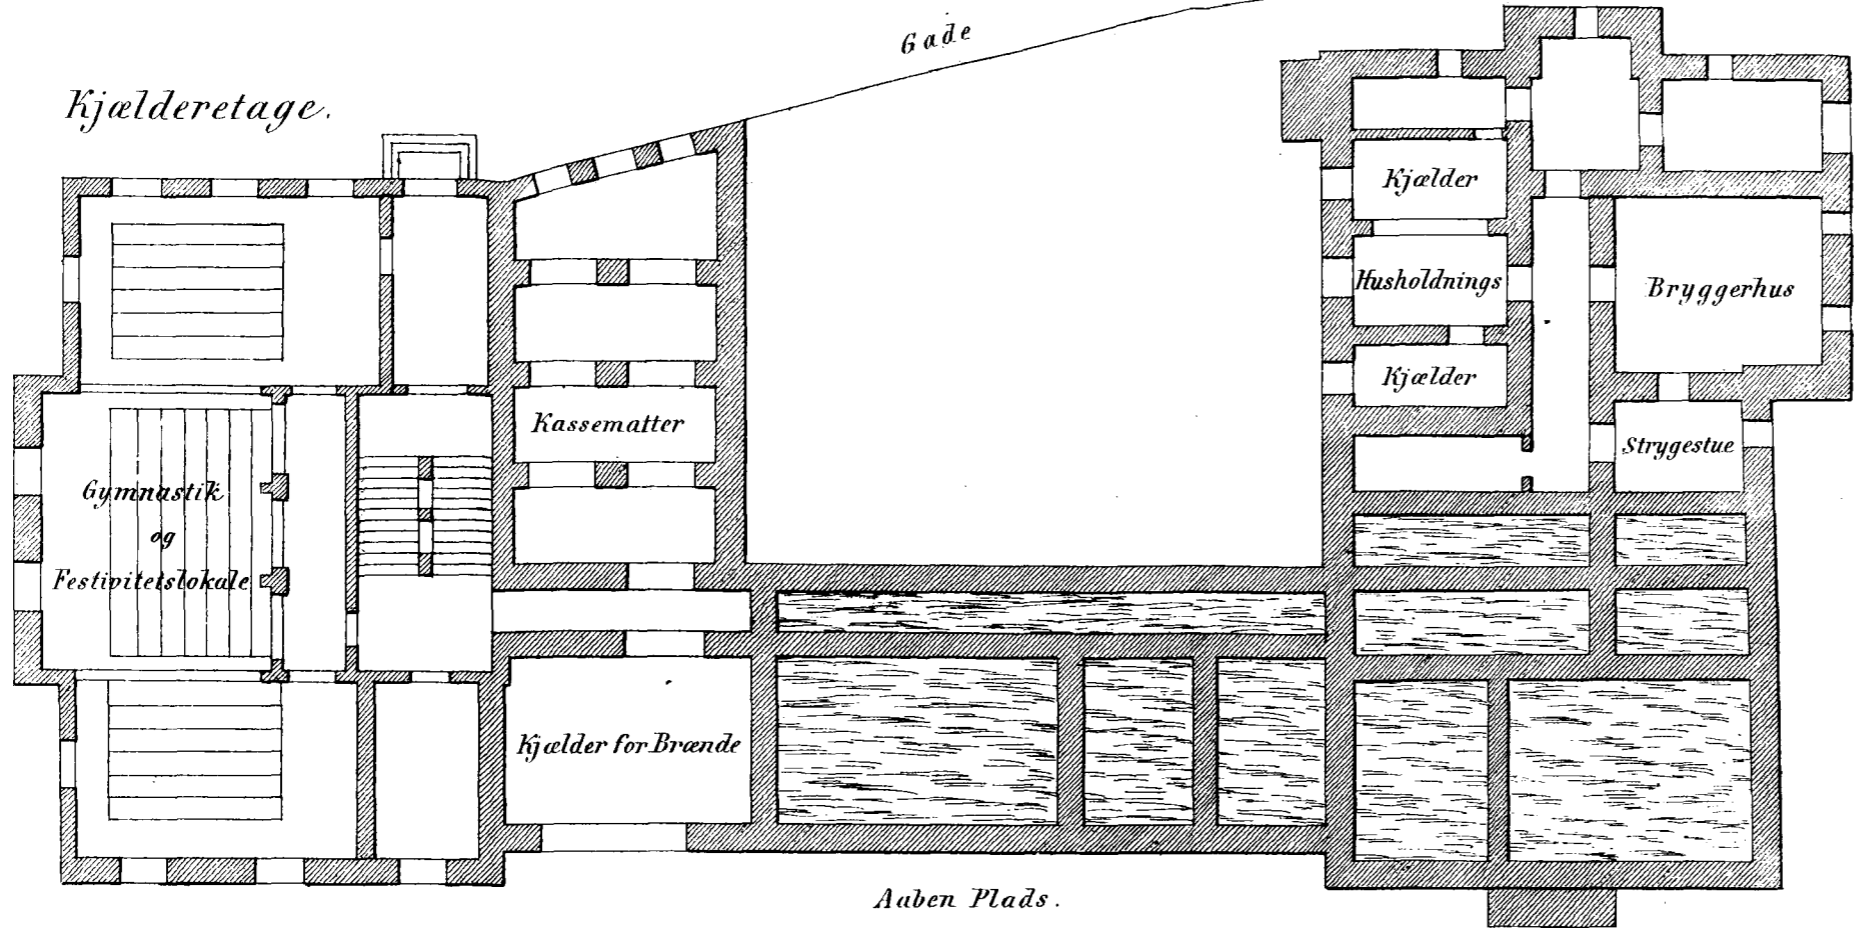 Gade
Kjælderetage.
Kjælder
Husholdnings
Kjælder
Bryggerhus
Strygestue
Kassematter
Gymnastik
og
Festivitetslokale
Kjælder for Brænde
Aaben Plads.